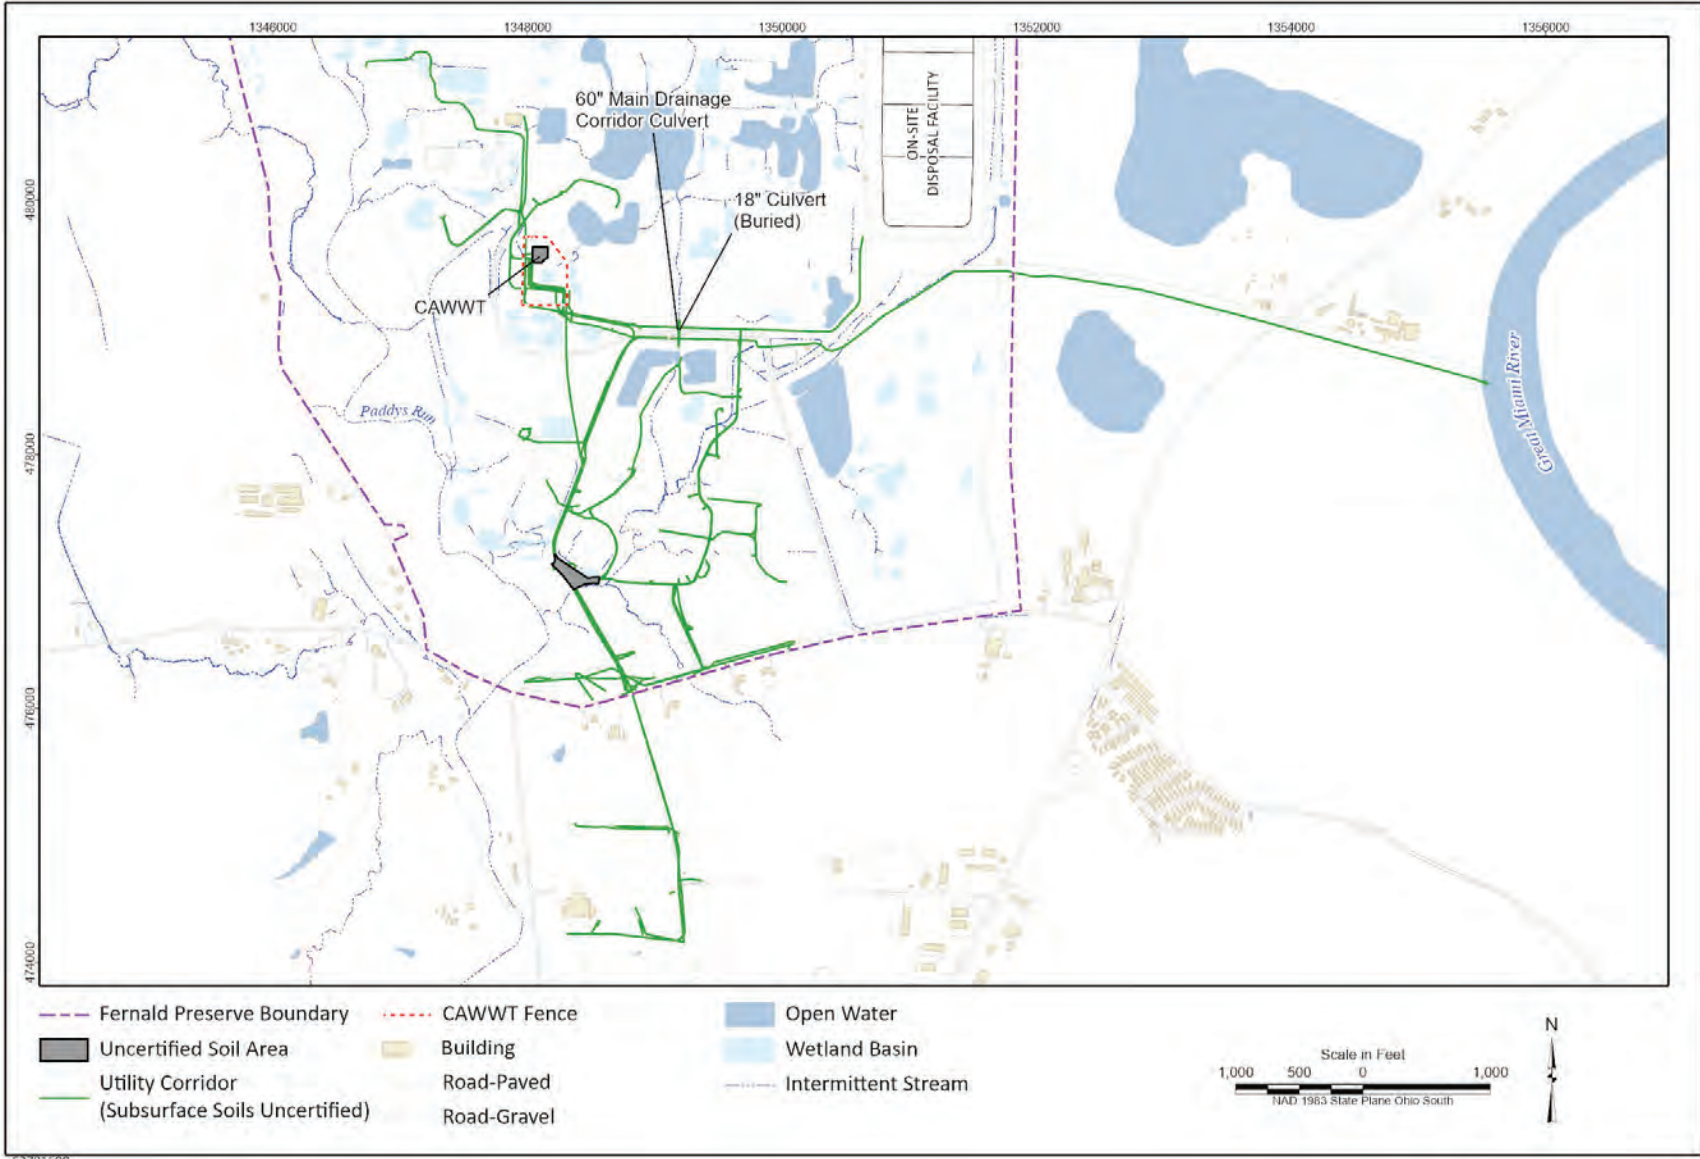 1346000
1348000
1350000
1352000
1354000
1356000
480000
478000
476000
474000
60" Main Drainage
Corridor Culvert
18" Culvert
(Buried)
ON-SITE
DISPOSAL FACILITY
CAWWT
Paddys Run
Great Miami River
Fernald Preserve Boundary
Uncertified Soil Area
Utility Corridor
(Subsurface Soils Uncertified)
CAWWT Fence
Building
Road-Paved
Road-Gravel
Open Water
Wetland Basin
Intermittent Stream
Scale in Feet
1,000 500 0 1,000
NAD 1983 State Plane Ohio South
N